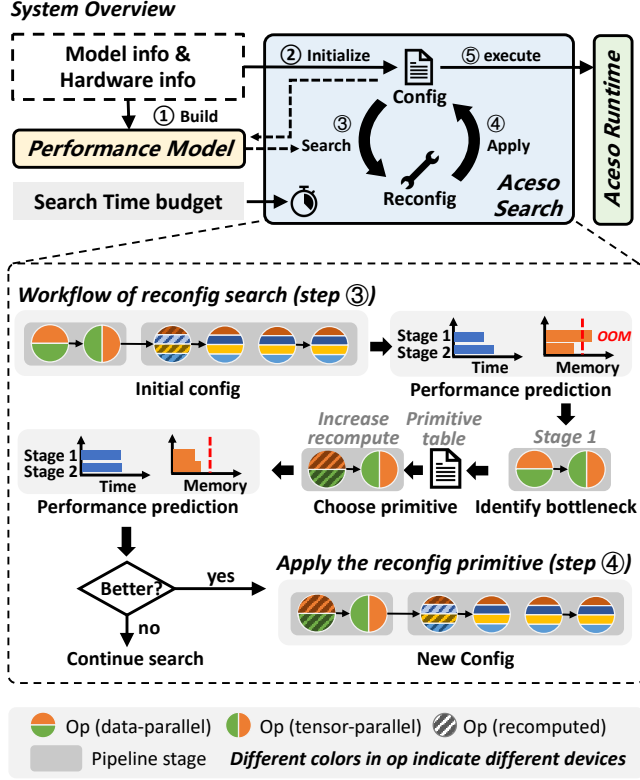 System Overview
Model info &
Hardware info
② Initialize
⑤ execute
Config
① Build
Performance Model
③
Search
④
Apply
Reconfig
Search Time budget
Aceso
Search
Aceso Runtime
Workflow of reconfig search (step ③)
Initial config
Stage 1
Stage 2
Time
OOM
Memory
Performance prediction
Stage 1
Identify bottleneck
Primitive
table
Increase
recompute
Choose primitive
Stage 1
Stage 2
Time
Memory
Performance prediction
Better?
yes
no
Continue search
Apply the reconfig primitive (step ④)
New Config
Op (data-parallel)
Op (tensor-parallel)
Op (recomputed)
Pipeline stage
Different colors in op indicate different devices